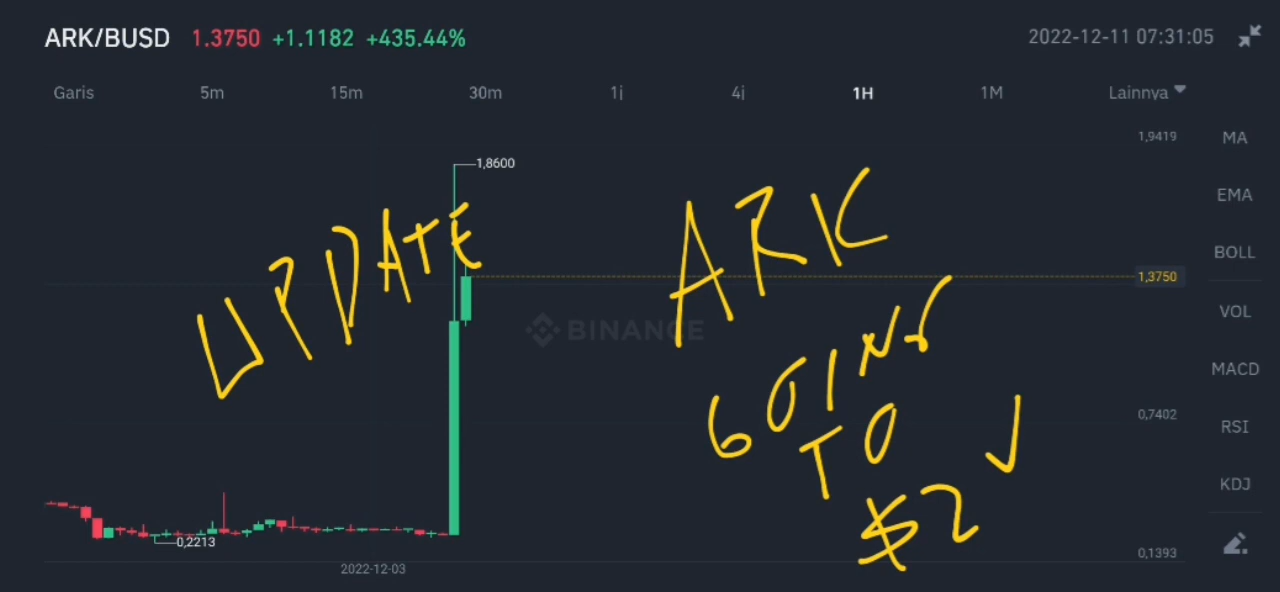 ARK/BUSD 1.3750 +1.1182 +435.44% 2022-12-11 07:31:05
Garis 5m 15m 30m 1j 4j 1H 1M Lainnya
1,9419
MA
1,8600
EMA
UPDATE
ARK
BOLL
1,3750
VOL
BINANCE
GOING
MACD
TO
0,7402
RSI
$2
KDJ
0,2213
0,1393
2022-12-03